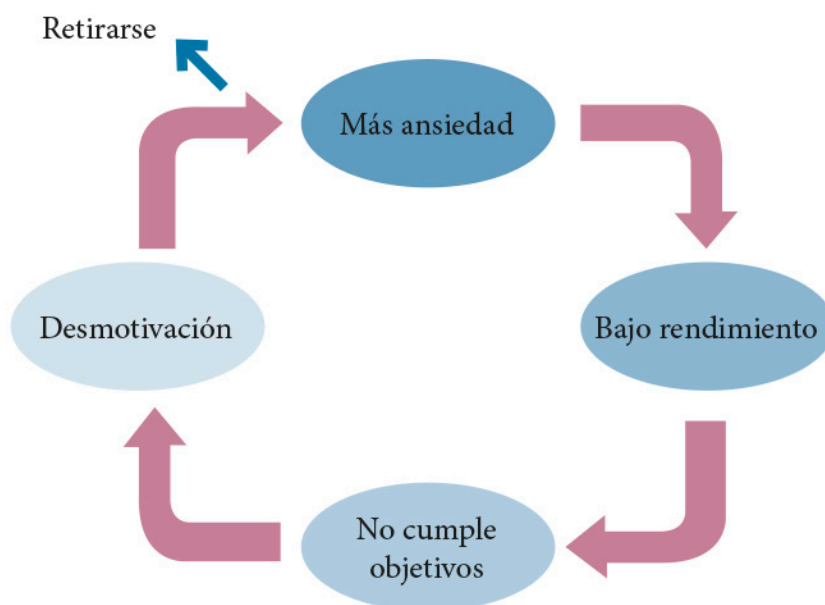 Retirarse
Más ansiedad
Bajo rendimiento
No cumple
objetivos
Desmotivación